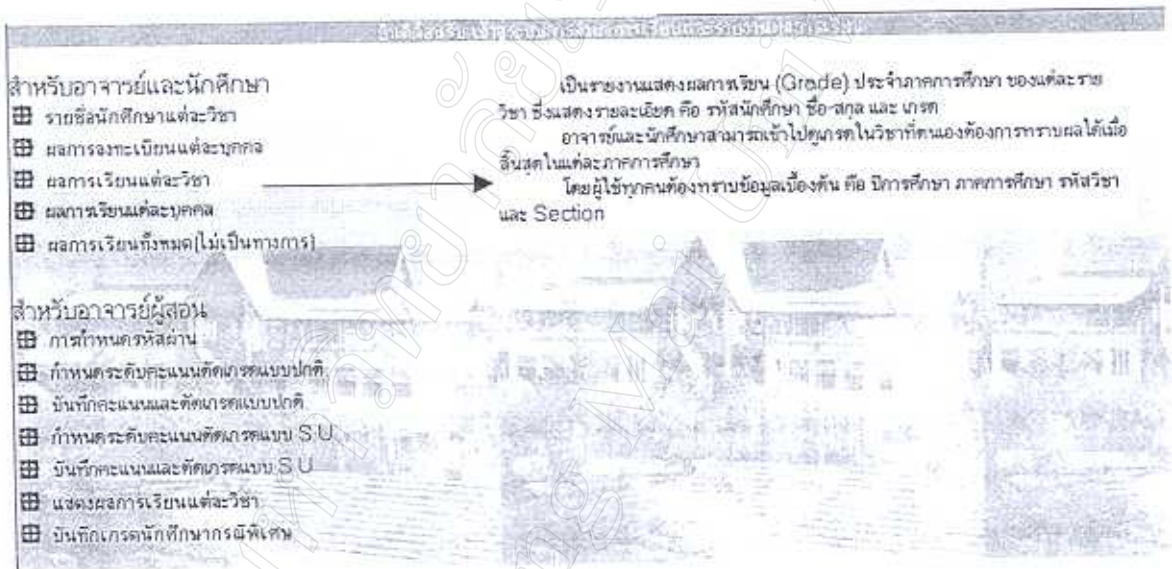 ยินดีต้อนรับเข้าสู่ระบบ
สำหรับอาจารย์และนักศึกษา
รายชื่อนักศึกษาแต่ละวิชา
ผลการลงทะเบียนแต่ละบุคคล
ผลการเรียนแต่ละวิชา
ผลการเรียนแต่ละบุคคล
ผลการเรียนทั้งหมด(ไม่เป็นทางการ)
เป็นรายงานแสดงผลการเรียน (Grade) ประจำภาคการศึกษา ของแต่ละราย
วิชา ซึ่งแสดงรายละเอียด คือ รหัสนักศึกษา ชื่อ-สกุล และ เกรด
อาจารย์และนักศึกษาสามารถเข้าไปดูเกรดในวิชาที่ตนเองต้องการทราบผลได้เมื่อ
สิ้นสุดในแต่ละภาคการศึกษา
โดยผู้ใช้ทุกคนต้องทราบข้อมูลเบื้องต้น คือ ปีการศึกษา ภาคการศึกษา รหัสวิชา
และ Section
สำหรับอาจารย์ผู้สอน
การกำหนดรหัสผ่าน
กำหนดระดับคะแนนตัดเกรดแบบปกติ
บันทึกคะแนนและตัดเกรดแบบปกติ
กำหนดระดับคะแนนตัดเกรดแบบ S U
บันทึกคะแนนและตัดเกรดแบบ S U
แสดงผลการเรียนแต่ละวิชา
บันทึกเกรดนักศึกษากรณีพิเศษ